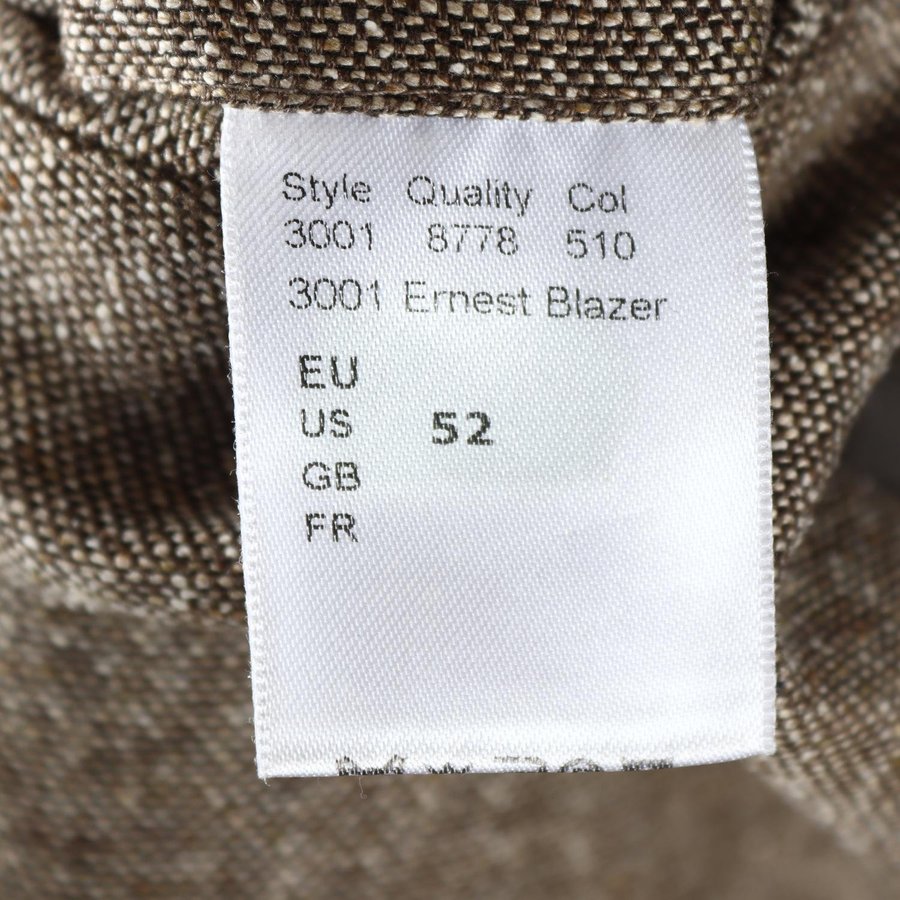 Style Quality Col
3001 8778 510
3001 Ernest Blazer
EU
US 52
GB
FR